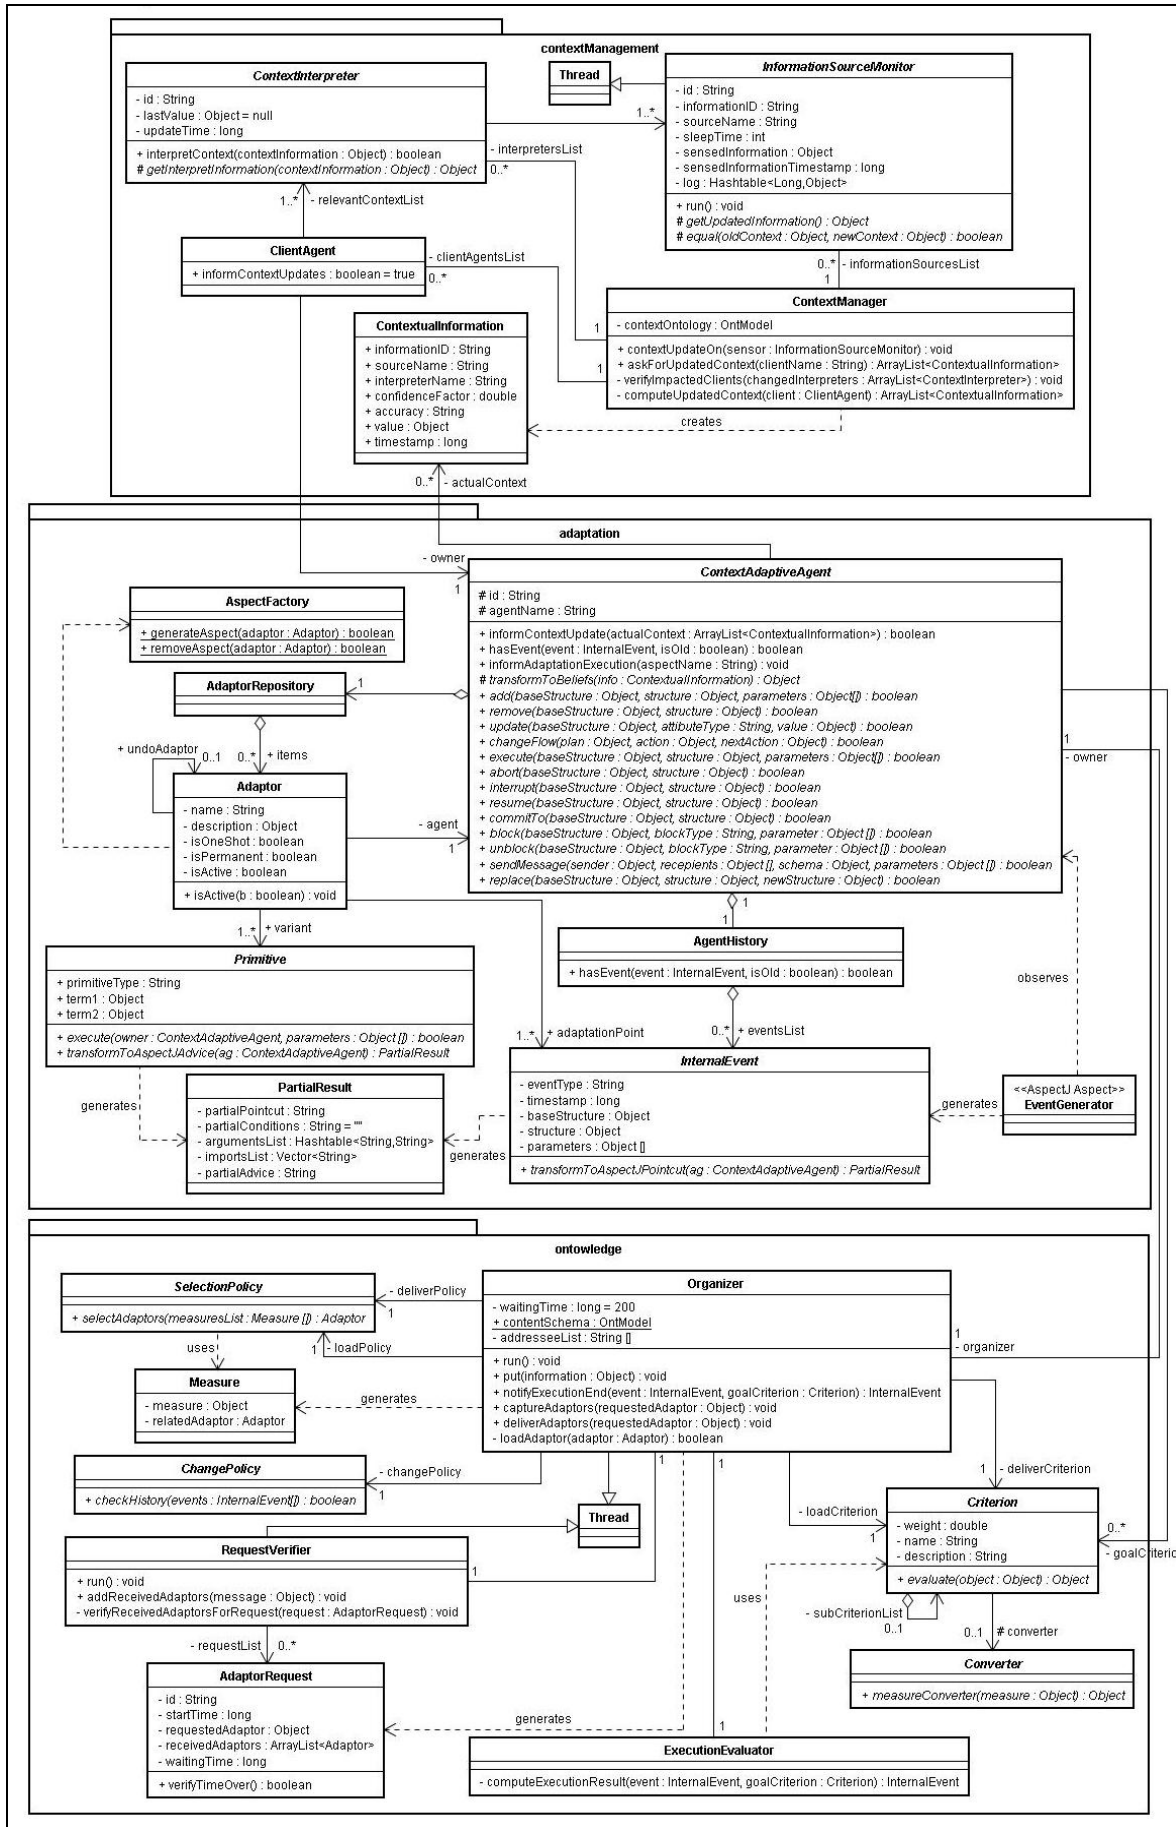 contextManagement
ContextInterpreter
- id : String
- lastValue : Object = null
- updateTime : long
+ interpretContext(contextInformation : Object) : boolean
# getInterpretInformation(contextInformation : Object) : Object
Thread
InformationSourceMonitor
- id : String
- informationID : String
- sourceName : String
- sleepTime : int
- sensedInformation : Object
- sensedInformationTimestamp : long
- log : Hashtable<Long,Object>
+ run() : void
# getUpdatedInformation() : Object
# equal(oldContext : Object, newContext : Object) : boolean
1..*
- interpretersList
0..*
1..*
- relevantContextList
ClientAgent
+ informContextUpdates : boolean = true
- clientAgentsList
0..*
0..*
- informationSourcesList
1
ContextManager
- contextOntology : OntModel
+ contextUpdateOn(sensor : InformationSourceMonitor) : void
+ askForUpdatedContext(clientName : String) : ArrayList<ContextualInformation>
- verifyImpactedClients(changedInterpreters : ArrayList<ContextInterpreter>) : void
- computeUpdatedContext(client : ClientAgent) : ArrayList<ContextualInformation>
1
1
ContextualInformation
+ informationID : String
+ sourceName : String
+ interpreterName : String
+ confidenceFactor : double
+ accuracy : String
+ value : Object
+ timestamp : long
creates
0..*
- actualContext
adaptation
- owner
1
ContextAdaptiveAgent
# id : String
# agentName : String
+ informContextUpdate(actualContext : ArrayList<ContextualInformation>) : boolean
+ hasEvent(event : InternalEvent, isOld : boolean) : boolean
+ informAdaptationExecution(aspectName : String) : void
# transformToBeliefs(info : ContextualInformation) : Object
+ add(baseStructure : Object, structure : Object, parameters : Object[]) : boolean
+ remove(baseStructure : Object, structure : Object) : boolean
+ update(baseStructure : Object, attibuteType : String, value : Object) : boolean
+ changeFlow(plan : Object, action : Object, nextAction : Object) : boolean
+ execute(baseStructure : Object, structure : Object, parameters : Object[]) : boolean
+ abort(baseStructure : Object, structure : Object) : boolean
+ interrupt(baseStructure : Object, structure : Object) : boolean
+ resume(baseStructure : Object, structure : Object) : boolean
+ commitTo(baseStructure : Object, structure : Object) : boolean
+ block(baseStructure : Object, blockType : String, parameter : Object []) : boolean
+ unblock(baseStructure : Object, blockType : String, parameter : Object []) : boolean
+ sendMessage(sender : Object, recepients : Object [], schema : Object, parameters : Object []) : boolean
+ replace(baseStructure : Object, structure : Object, newStructure : Object) : boolean
AspectFactory
+ generateAspect(adaptor : Adaptor) : boolean
+ removeAspect(adaptor : Adaptor) : boolean
AdaptorRepository
1
+ undoAdaptor
0..1
0..*
+ items
Adaptor
- name : String
- description : Object
- isOneShot : boolean
- isPermanent : boolean
- isActive : boolean
+ isActive(b : boolean) : void
- agent
1
1
- owner
1..*
+ variant
Primitive
+ primitiveType : String
+ term1 : Object
+ term2 : Object
+ execute(owner : ContextAdaptiveAgent, parameters : Object []) : boolean
+ transformToAspectJAdvice(ag : ContextAdaptiveAgent) : PartialResult
1
1
AgentHistory
+ hasEvent(event : InternalEvent, isOld : boolean) : boolean
observes
1..*
+ adaptationPoint
0..*
+ eventsList
InternalEvent
- eventType : String
- timestamp : long
- baseStructure : Object
- structure : Object
- parameters : Object []
+ transformToAspectJPointcut(ag : ContextAdaptiveAgent) : PartialResult
<<AspectJ Aspect>>
EventGenerator
generates
generates
generates
PartialResult
- partialPointcut : String
- partialConditions : String = ""
- argumentsList : Hashtable<String,String>
- importsList : Vector<String>
- partialAdvice : String
ontowledge
SelectionPolicy
+ selectAdaptors(measuresList : Measure []) : Adaptor
- deliverPolicy
1
1
- loadPolicy
uses
Organizer
- waitingTime : long = 200
+ contentSchema : OntModel
- addresseeList : String []
+ run() : void
+ put(information : Object) : void
+ notifyExecutionEnd(event : InternalEvent, goalCriterion : Criterion) : InternalEvent
+ captureAdaptors(requestedAdaptor : Object) : void
+ deliverAdaptors(requestedAdaptor : Object) : void
- loadAdaptor(adaptor : Adaptor) : boolean
1
- organizer
Measure
- measure : Object
- relatedAdaptor : Adaptor
generates
ChangePolicy
+ checkHistory(events : InternalEvent[]) : boolean
- changePolicy
1
1
1
1
- deliverCriterion
Thread
- loadCriterion
1
Criterion
- weight : double
- name : String
- description : String
+ evaluate(object : Object) : Object
0..*
- goalCriterio
RequestVerifier
+ run() : void
+ addReceivedAdaptors(message : Object) : void
- verifyReceivedAdaptorsForRequest(request : AdaptorRequest) : void
1
uses
- subCriterionList
0..1
0..1
# converter
Converter
+ measureConverter(measure : Object) : Object
- requestList
0..*
AdaptorRequest
- id : String
- startTime : long
- requestedAdaptor : Object
- receivedAdaptors : ArrayList<Adaptor>
- waitingTime : long
+ verifyTimeOver() : boolean
generates
1
ExecutionEvaluator
- computeExecutionResult(event : InternalEvent, goalCriterion : Criterion) : InternalEvent